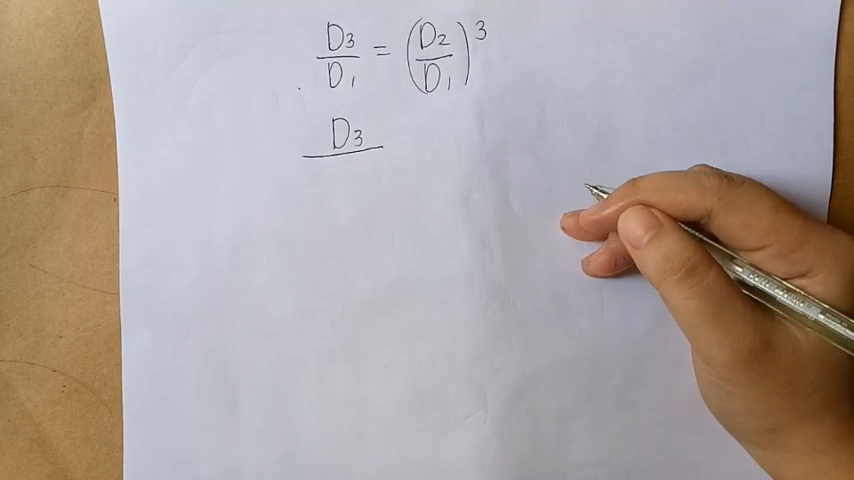 D₃/D₁ = (D₂/D₁)³
D₃